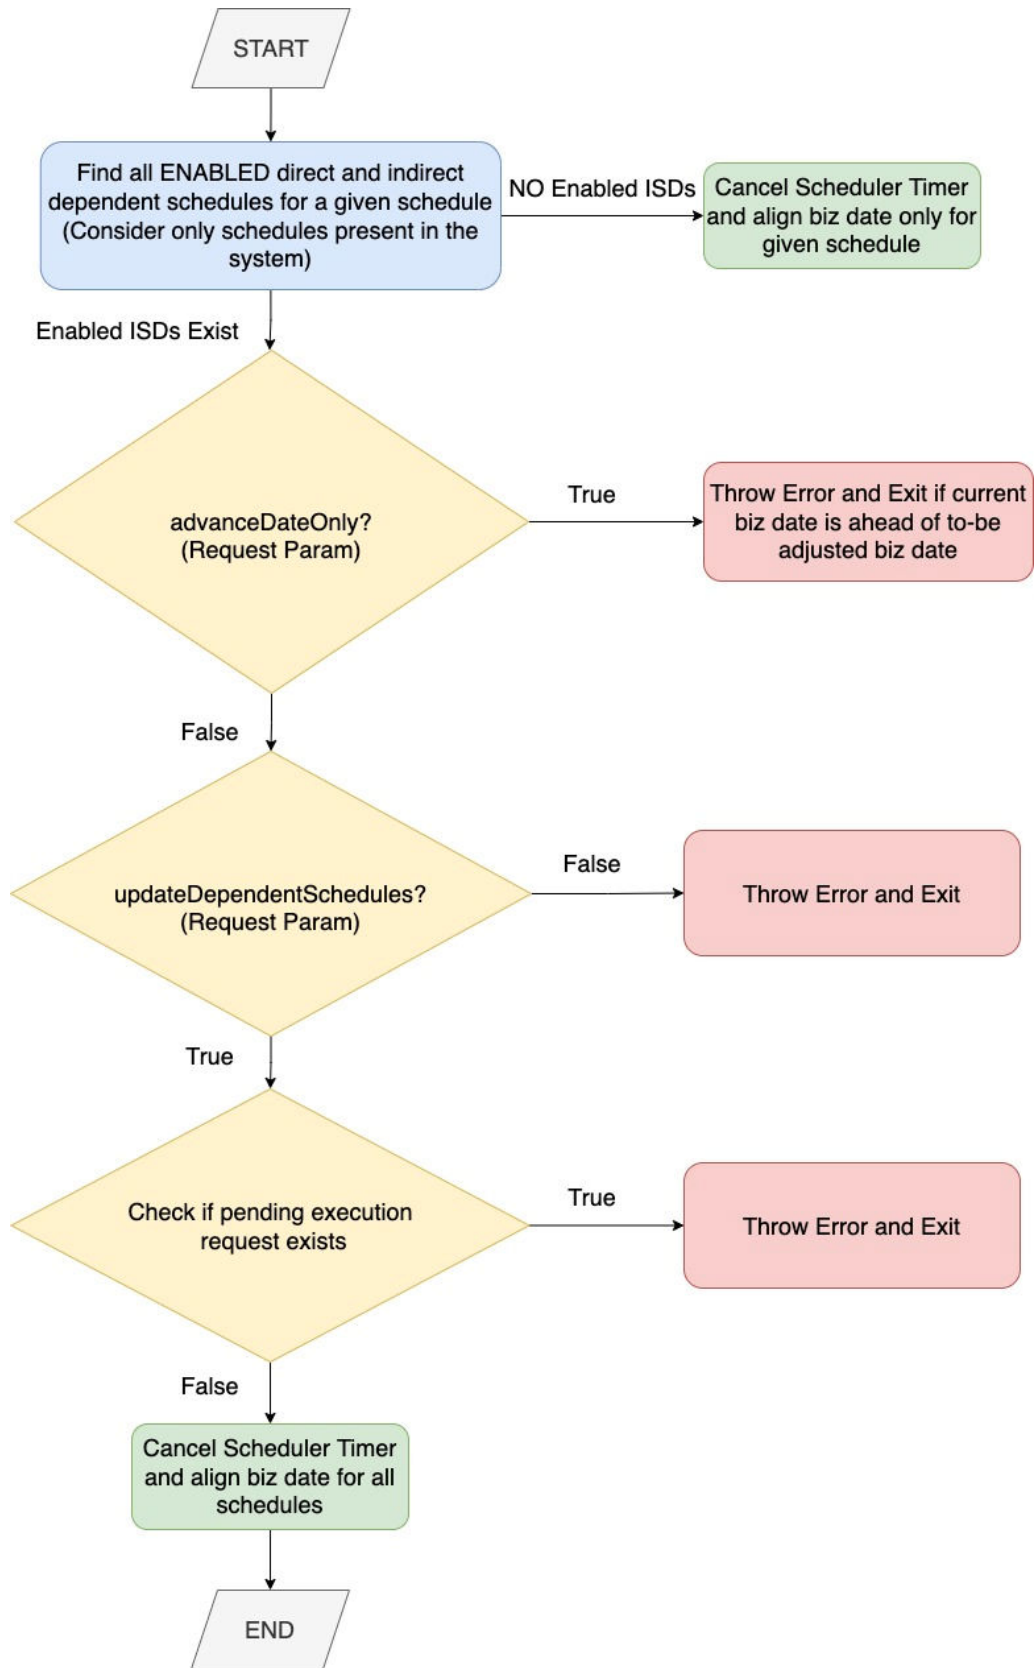 START
Find all ENABLED direct and indirect
dependent schedules for a given schedule
(Consider only schedules present in the
system)
NO Enabled ISDs
Cancel Scheduler Timer
and align biz date only for
given schedule
Enabled ISDs Exist
advanceDateOnly?
(Request Param)
True
Throw Error and Exit if current
biz date is ahead of to-be
adjusted biz date
False
updateDependentSchedules?
(Request Param)
False
Throw Error and Exit
True
Check if pending execution
request exists
True
Throw Error and Exit
False
Cancel Scheduler Timer
and align biz date for all
schedules
END